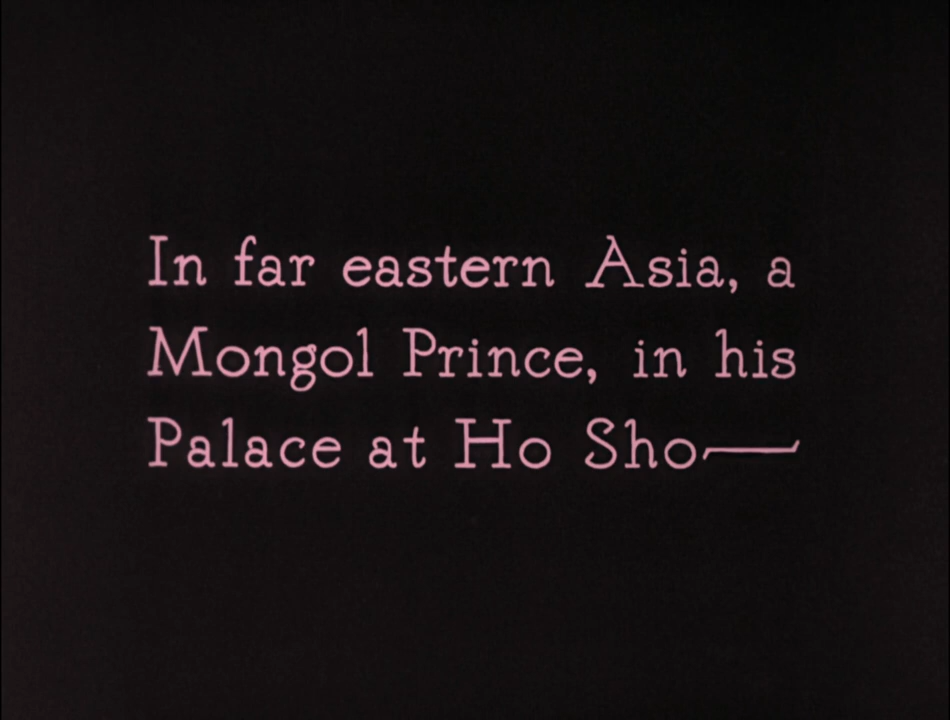 In far eastern Asia, a
Mongol Prince, in his
Palace at Ho Sho—